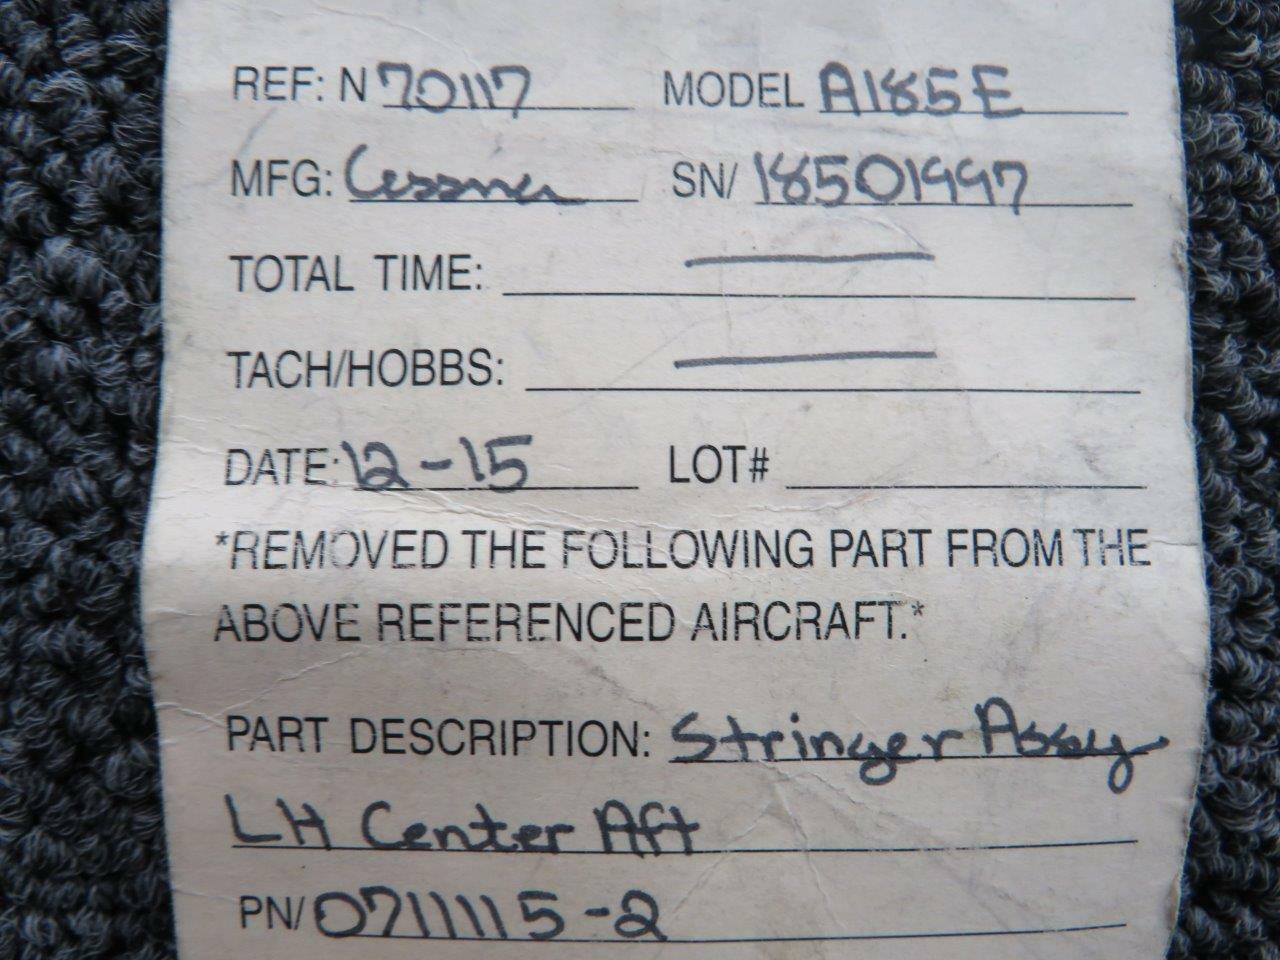 REF: N 70117 MODEL A185E
MFG: Cessna SN/ 18501997
TOTAL TIME: —
TACH/HOBBS: —
DATE: 12-15 LOT#
*REMOVED THE FOLLOWING PART FROM THE
ABOVE REFERENCED AIRCRAFT.*
PART DESCRIPTION: Stringer Assy
LH Center Aft
PN/ 0711115-2